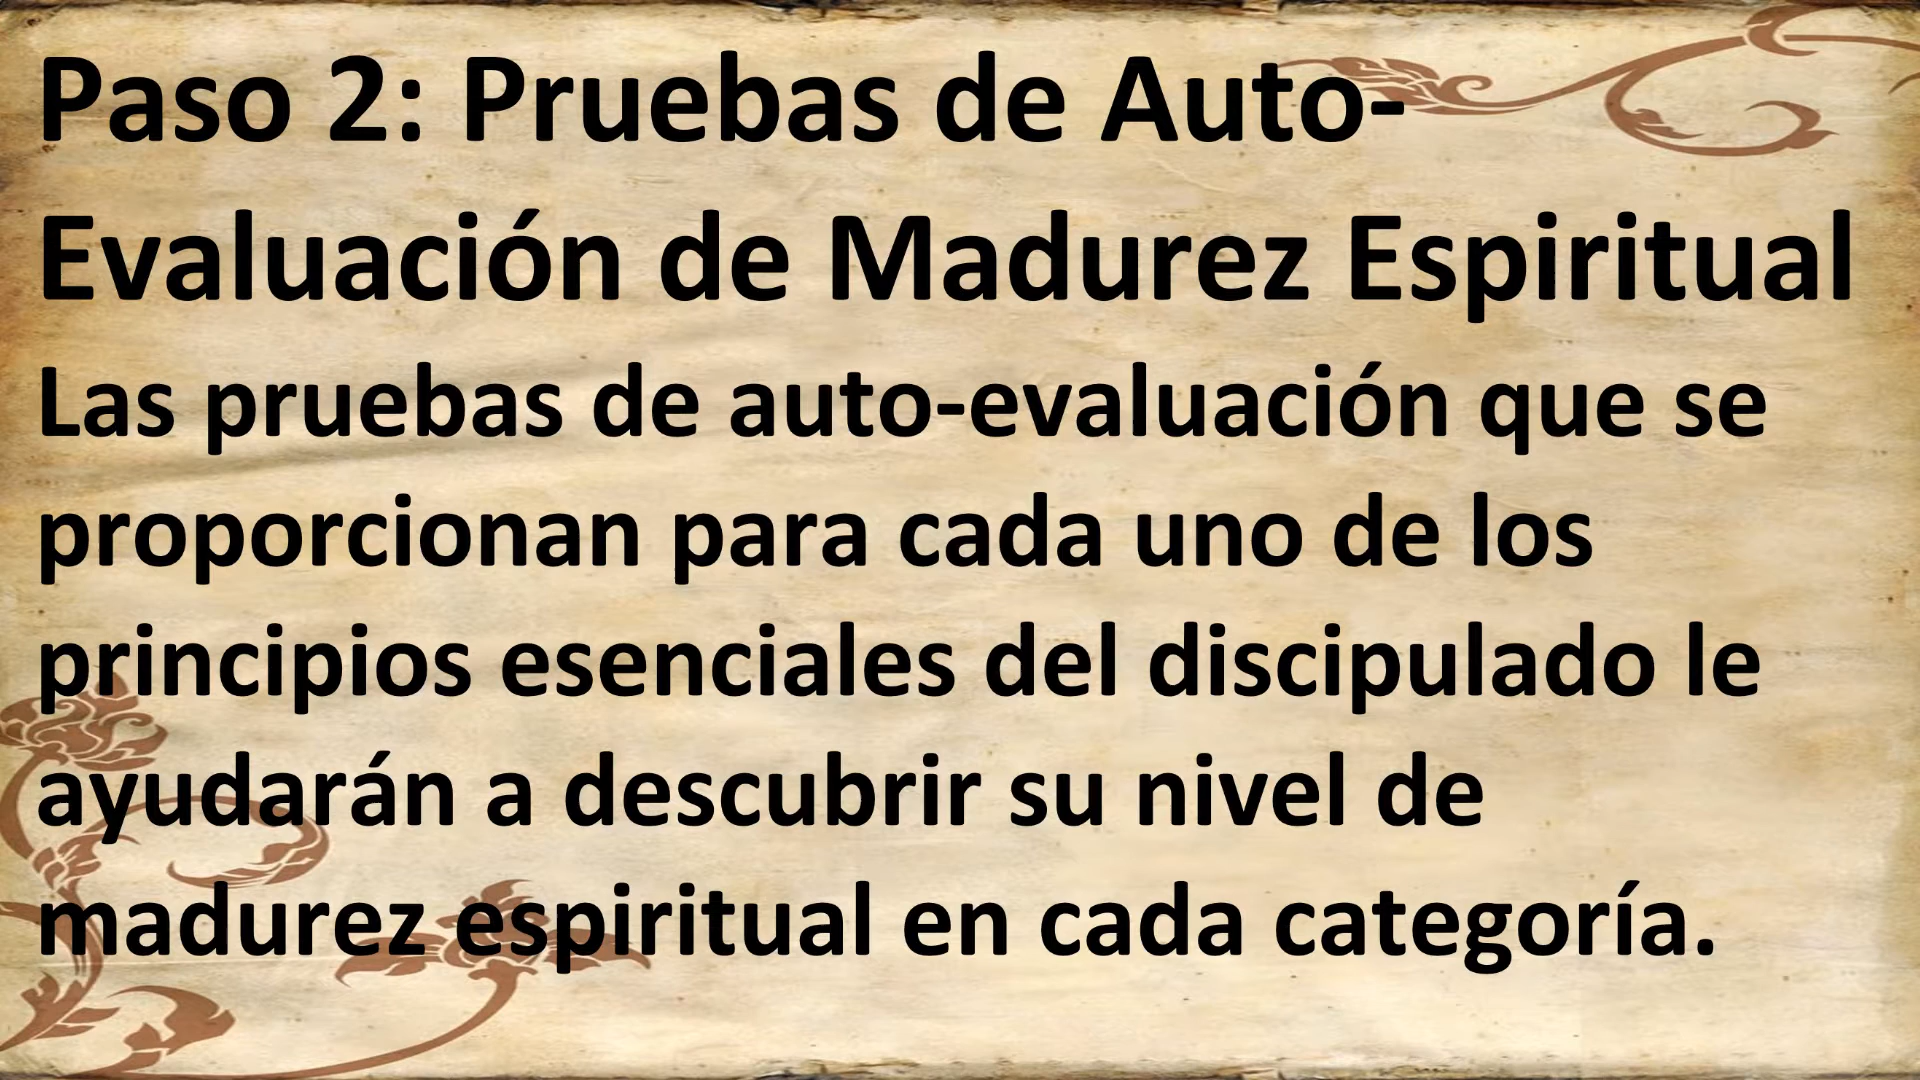 Paso 2: Pruebas de Auto-
Evaluación de Madurez Espiritual
Las pruebas de auto-evaluación que se
proporcionan para cada uno de los
principios esenciales del discipulado le
ayudarán a descubrir su nivel de
madurez espiritual en cada categoría.